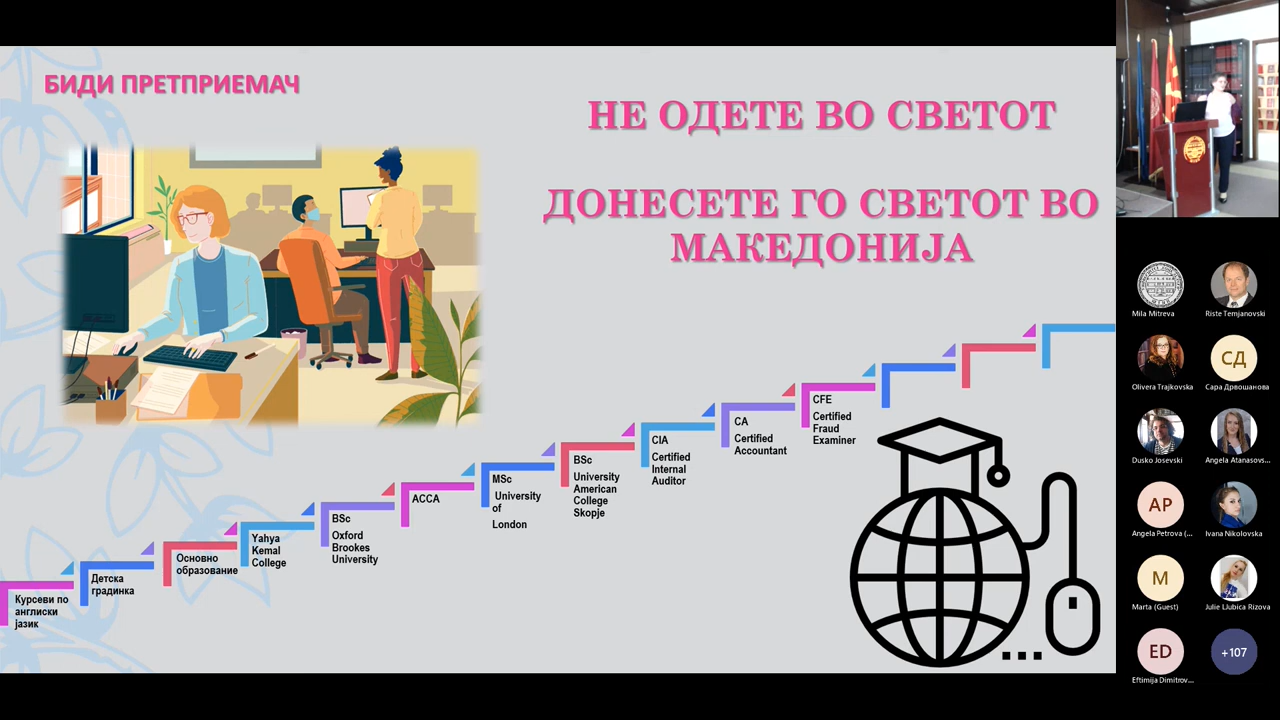 БИДИ ПРЕТПРИЕМАЧ
НЕ ОДЕТЕ ВО СВЕТОТ
ДОНЕСЕТЕ ГО СВЕТОТ ВО
МАКЕДОНИЈА
Курсеви по
англиски
јазик
Детска
градинка
Основно
образование
Yahya
Kemal
College
BSc
Oxford
Brookes
University
ACCA
MSc
University
of
London
BSc
University
American
College
Skopje
CIA
Certified
Internal
Auditor
CA
Certified
Accountant
CFE
Certified
Fraud
Examiner
Mila Mitreva
Riste Temjanovski
Olivera Trajkovska
СД
Сара Дрвошанова
Dusko Josevski
Angela Atanasovs...
AP
Angela Petrova (...
Ivana Nikolovska
M
Marta (Guest)
Julie LJubica Rizova
ED
Eftimija Dimitrov...
+107